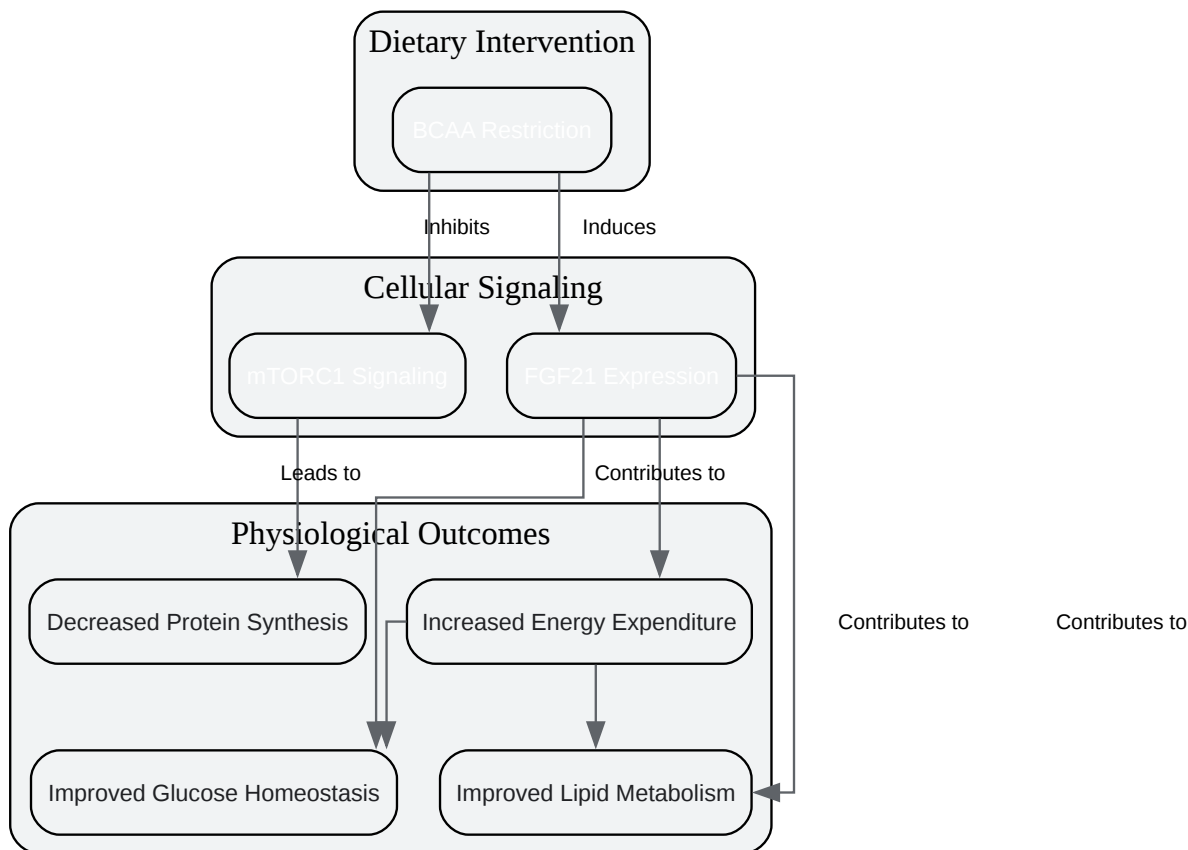 Dietary Intervention
BCAA Restriction
Inhibits
Induces
Cellular Signaling
mTORC1 Signaling
FGF21 Expression
Leads to
Contributes to
Physiological Outcomes
Decreased Protein Synthesis
Increased Energy Expenditure
Contributes to
Contributes to
Improved Glucose Homeostasis
Improved Lipid Metabolism